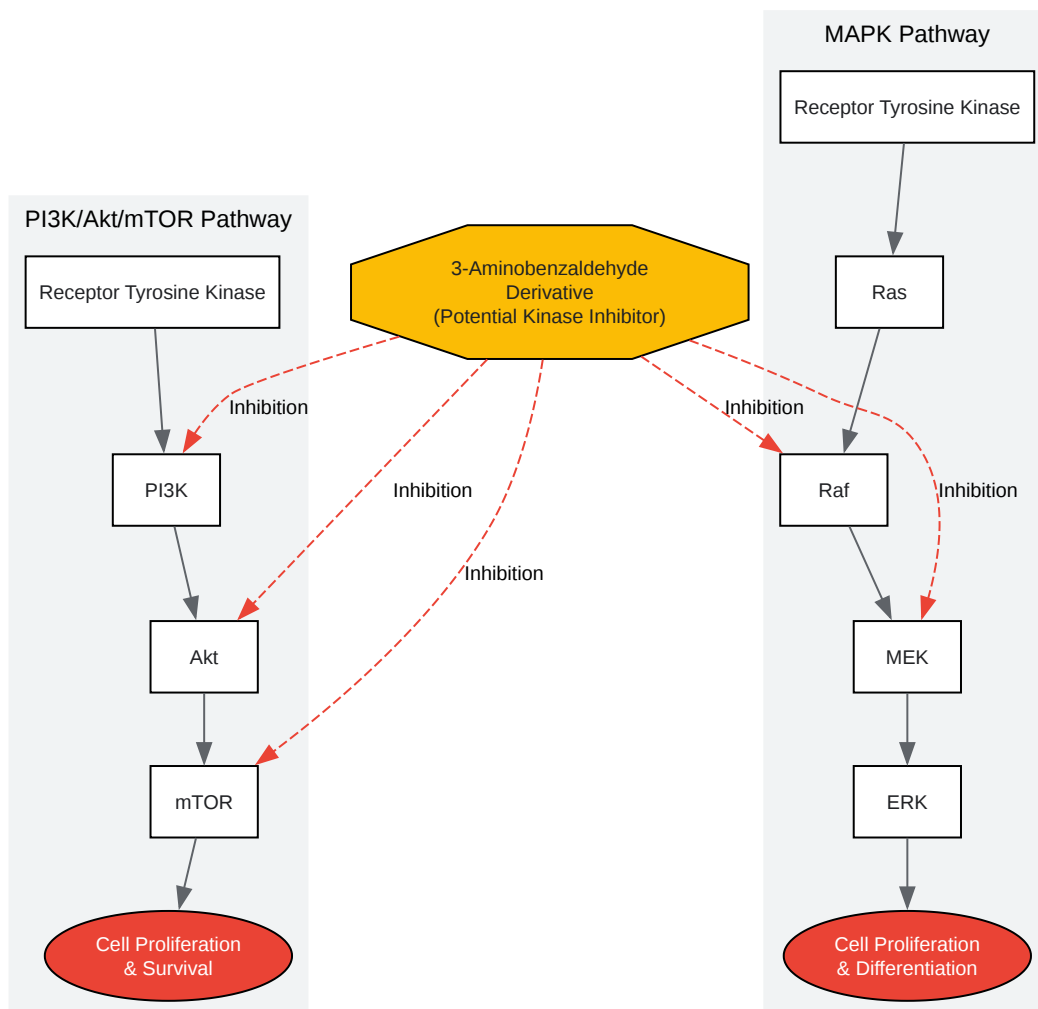 MAPK Pathway
Receptor Tyrosine Kinase
PI3K/Akt/mTOR Pathway
Receptor Tyrosine Kinase
3-Aminobenzaldehyde
Derivative
(Potential Kinase Inhibitor)
Ras
Inhibition
Inhibition
PI3K
Inhibition
Raf
Inhibition
Inhibition
Akt
MEK
mTOR
ERK
Cell Proliferation
& Survival
Cell Proliferation
& Differentiation